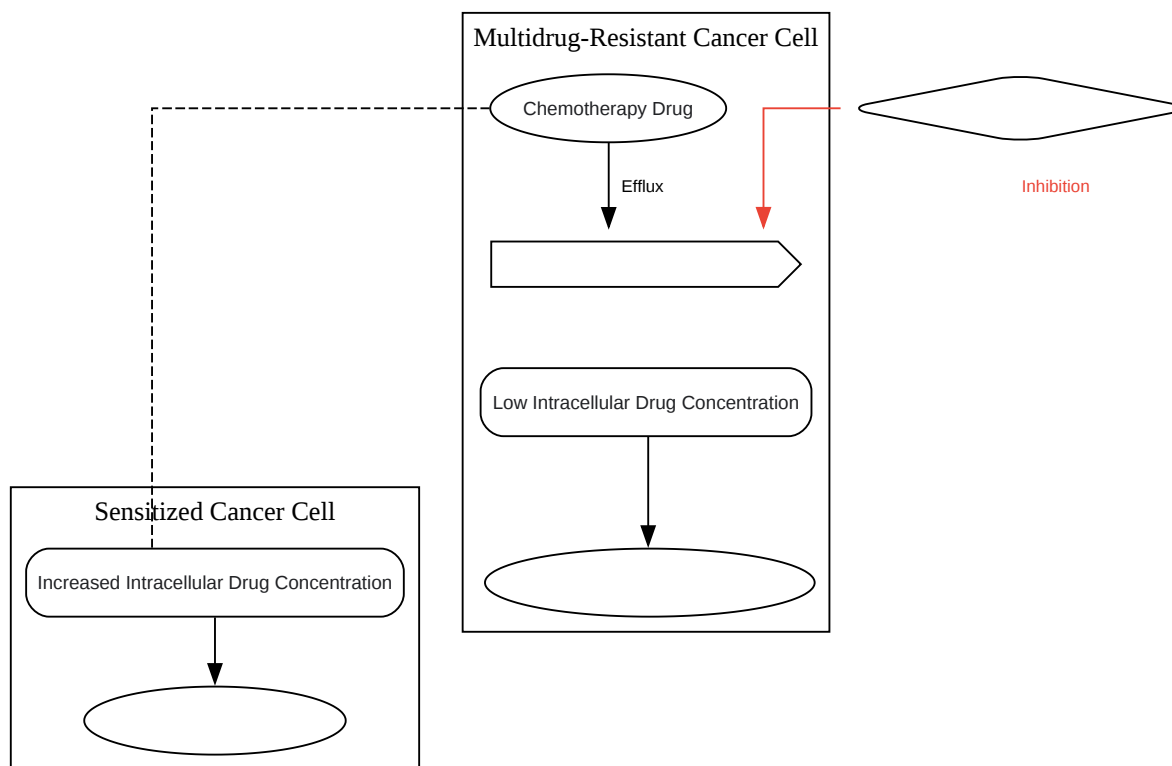 Multidrug-Resistant Cancer Cell
Chemotherapy Drug
Efflux
Inhibition
Low Intracellular Drug Concentration
Sensitized Cancer Cell
Increased Intracellular Drug Concentration